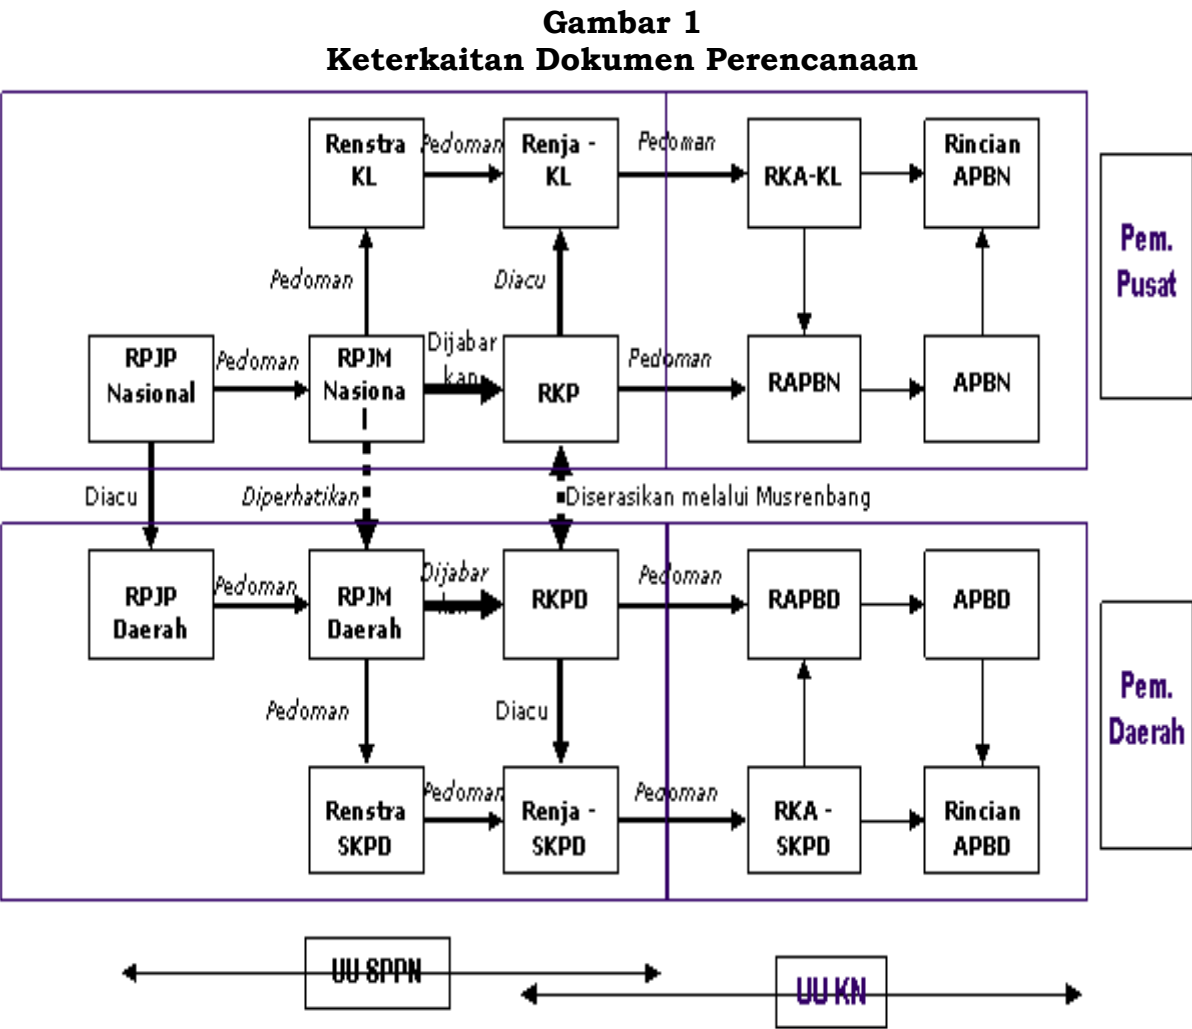 Gambar 1
Keterkaitan Dokumen Perencanaan
Renstra
KL
Pedoman
Renja -
KL
Pedoman
RKA-KL
Rincian
APBN
Pem.
Pusat
Pedoman
Diacu
RPJP
Nasional
Pedoman
RPJM
Nasiona
l
Dijabar
kan
RKP
Pedoman
RAPBN
APBN
Diacu
Diperhatikan
Diserasikan melalui Musrenbang
RPJP
Daerah
Pedoman
RPJM
Daerah
Dijabar
kan
RKPD
Pedoman
RAPBD
APBD
Pem.
Daerah
Pedoman
Diacu
Renstra
SKPD
Pedoman
Renja -
SKPD
Pedoman
RKA -
SKPD
Rincian
APBD
UU SPPN
UU KN